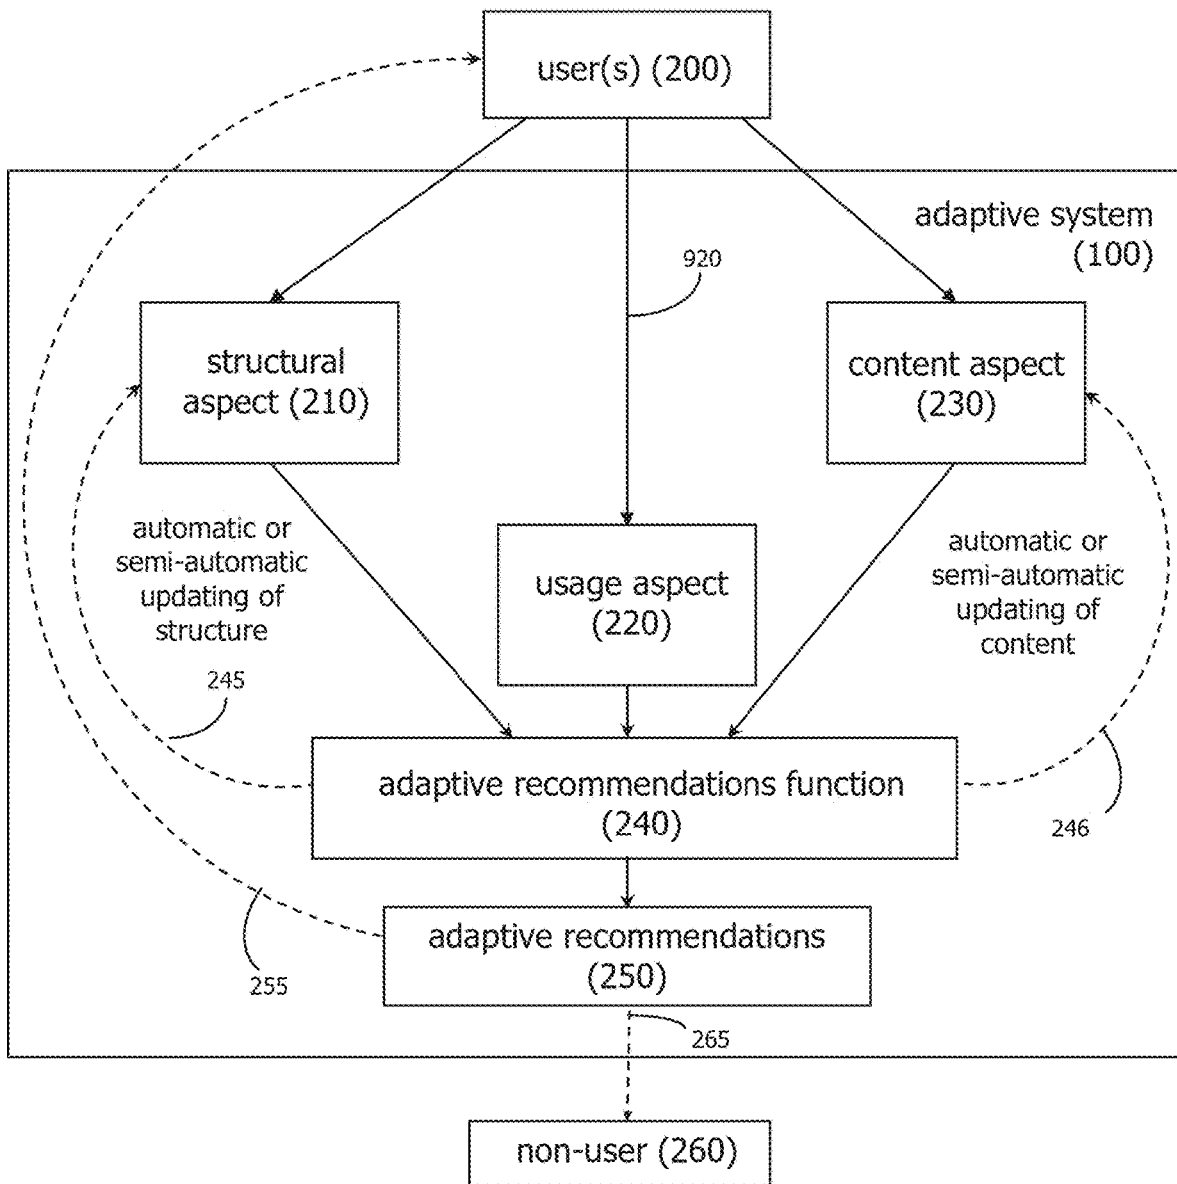 user(s) (200)
adaptive system
(100)
920
structural
aspect (210)
content aspect
(230)
automatic or
semi-automatic
updating of
structure
usage aspect
(220)
automatic or
semi-automatic
updating of
content
245
adaptive recommendations function
(240)
246
adaptive recommendations
(250)
255
265
non-user (260)